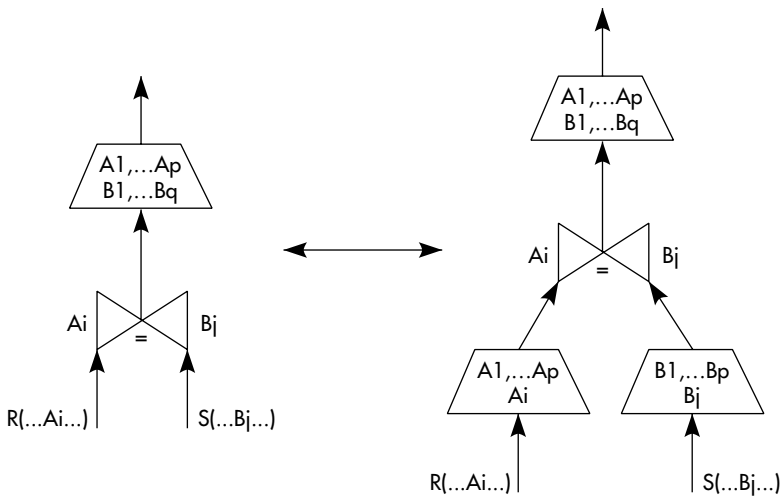 A1,...Ap
B1,...Bq
Ai
Bj
=
R(...Ai...)
S(...Bj...)
A1,...Ap
B1,...Bq
Ai
Bj
=
A1,...Ap
Ai
B1,...Bp
Bj
R(...Ai...)
S(...Bj...)